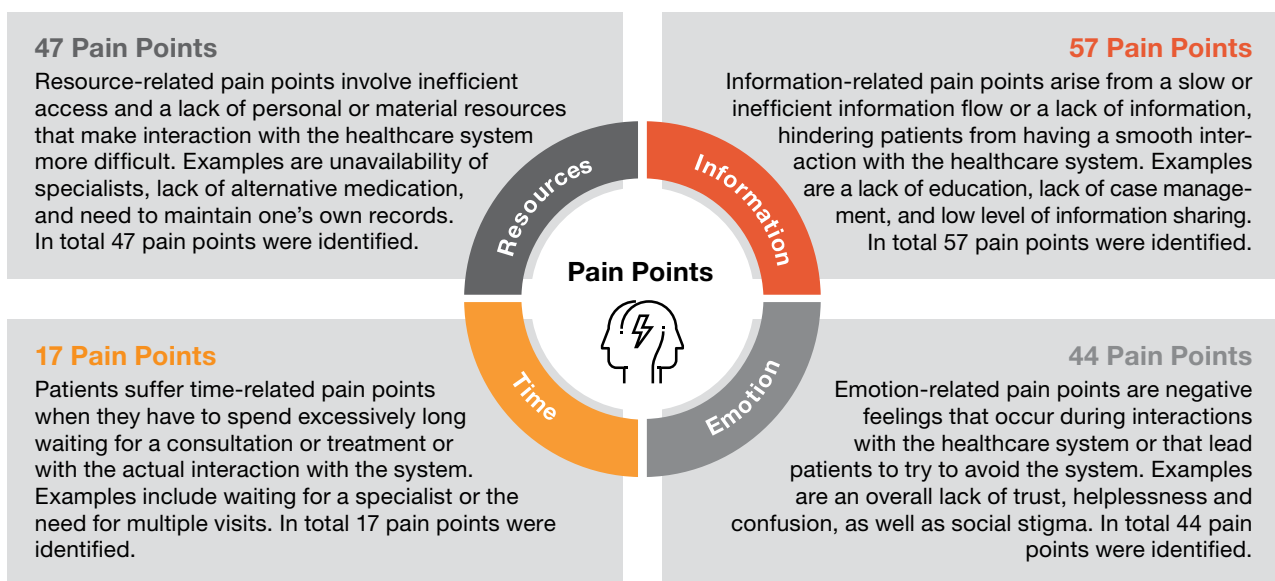 47 Pain Points
Resource-related pain points involve inefficient
access and a lack of personal or material resources
that make interaction with the healthcare system
more difficult. Examples are unavailability of
specialists, lack of alternative medication,
and need to maintain one’s own records.
In total 47 pain points were identified.
57 Pain Points
Information-related pain points arise from a slow or
inefficient information flow or a lack of information,
hindering patients from having a smooth inter-
action with the healthcare system. Examples
are a lack of education, lack of case manage-
ment, and low level of information sharing.
In total 57 pain points were identified.
Resources
Information
Pain Points
Time
Emotion
17 Pain Points
Patients suffer time-related pain points
when they have to spend excessively long
waiting for a consultation or treatment or
with the actual interaction with the system.
Examples include waiting for a specialist or the
need for multiple visits. In total 17 pain points were
identified.
44 Pain Points
Emotion-related pain points are negative
feelings that occur during interactions
with the healthcare system or that lead
patients to try to avoid the system. Examples
are an overall lack of trust, helplessness and
confusion, as well as social stigma. In total 44 pain
points were identified.